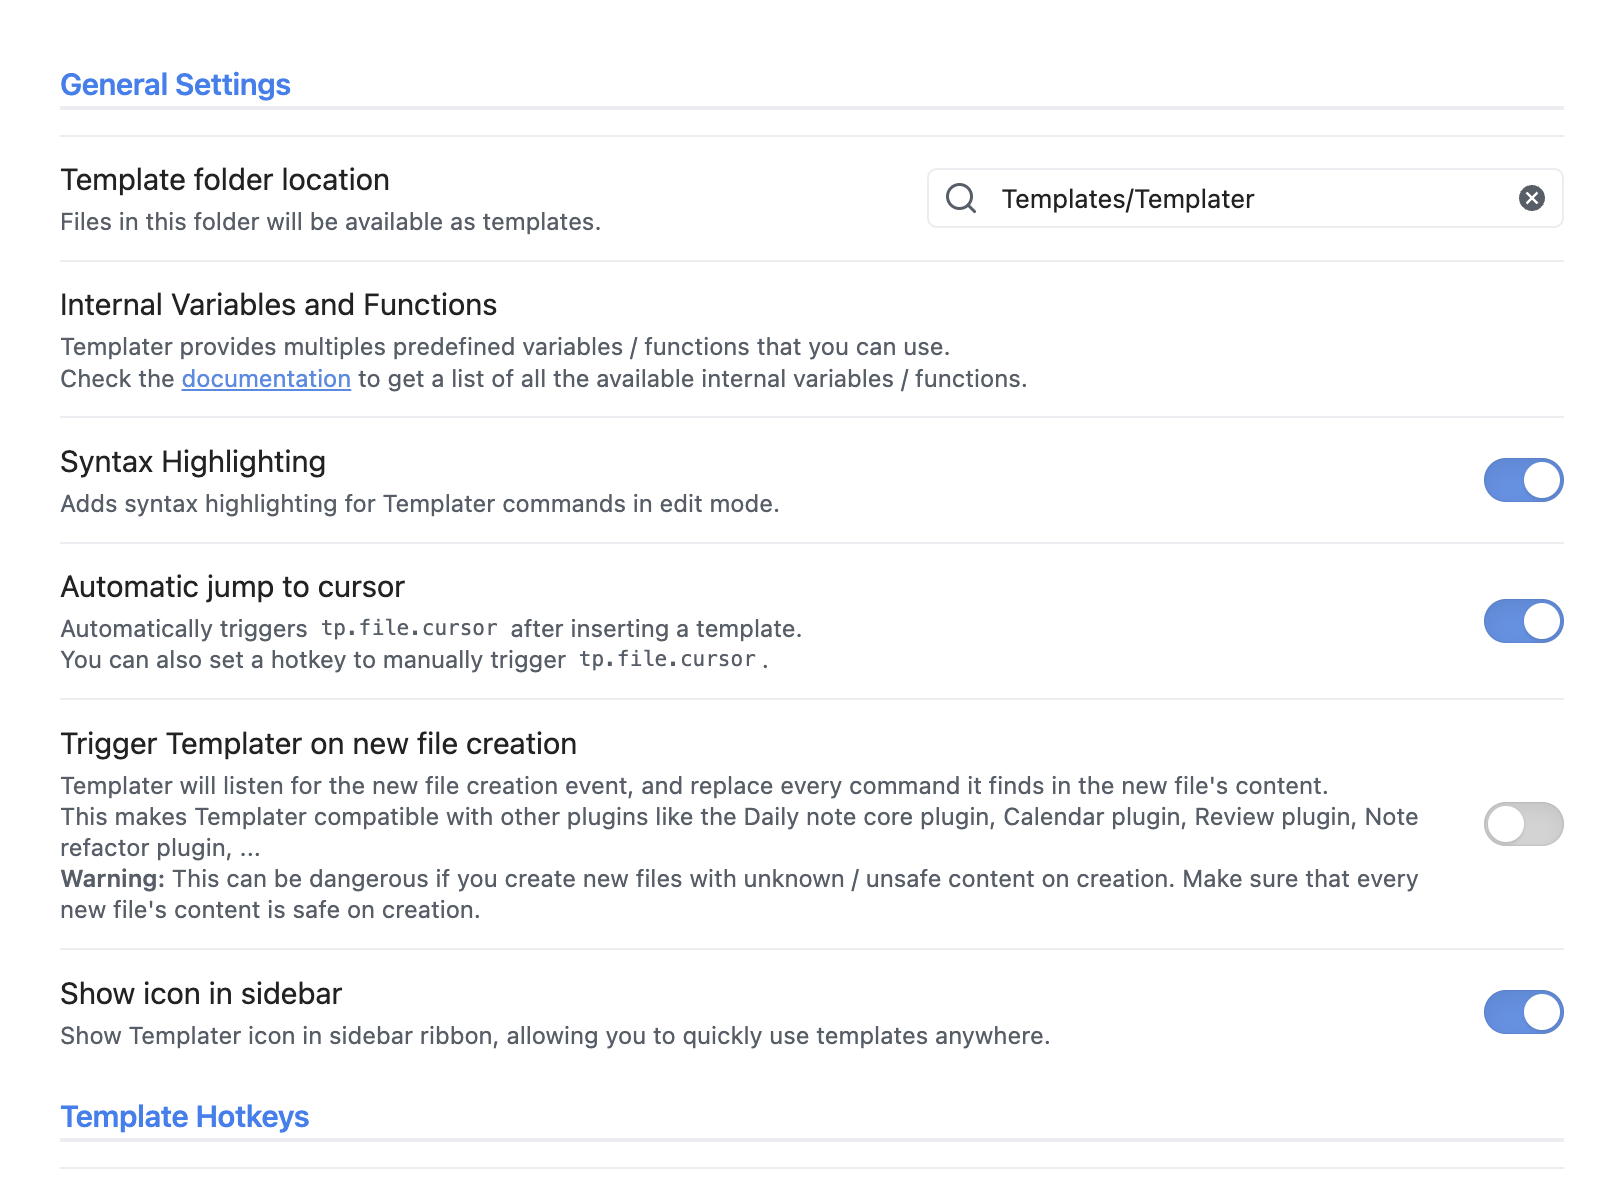 General Settings
Template folder location
Files in this folder will be available as templates.
Templates/Templater
Internal Variables and Functions
Templater provides multiples predefined variables / functions that you can use.
Check the documentation to get a list of all the available internal variables / functions.
Syntax Highlighting
Adds syntax highlighting for Templater commands in edit mode.
Automatic jump to cursor
Automatically triggers tp.file.cursor after inserting a template.
You can also set a hotkey to manually trigger tp.file.cursor .
Trigger Templater on new file creation
Templater will listen for the new file creation event, and replace every command it finds in the new file's content.
This makes Templater compatible with other plugins like the Daily note core plugin, Calendar plugin, Review plugin, Note
refactor plugin, ...
Warning: This can be dangerous if you create new files with unknown / unsafe content on creation. Make sure that every
new file's content is safe on creation.
Show icon in sidebar
Show Templater icon in sidebar ribbon, allowing you to quickly use templates anywhere.
Template Hotkeys